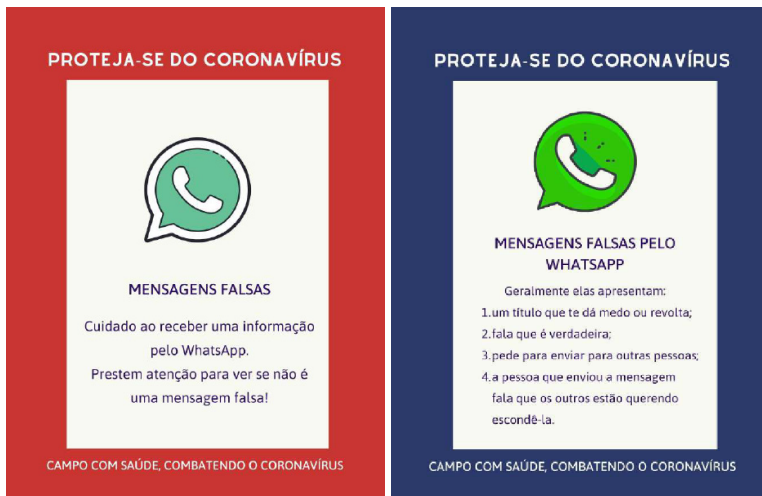 PROTEJA-SE DO CORONAVÍRUS
MENSAGENS FALSAS
Cuidado ao receber uma informação
pelo WhatsApp.
Prestem atenção para ver se não é
uma mensagem falsa!
CAMPO COM SAÚDE, COMBATENDO O CORONAVÍRUS
PROTEJA-SE DO CORONAVÍRUS
MENSAGENS FALSAS PELO
WHATSAPP
Geralmente elas apresentam:
1.um título que te dá medo ou revolta;
2.fala que é verdadeira;
3.pede para enviar para outras pessoas;
4.a pessoa que enviou a mensagem
fala que os outros estão querendo
escondê-la.
CAMPO COM SAÚDE, COMBATENDO O CORONAVÍRUS